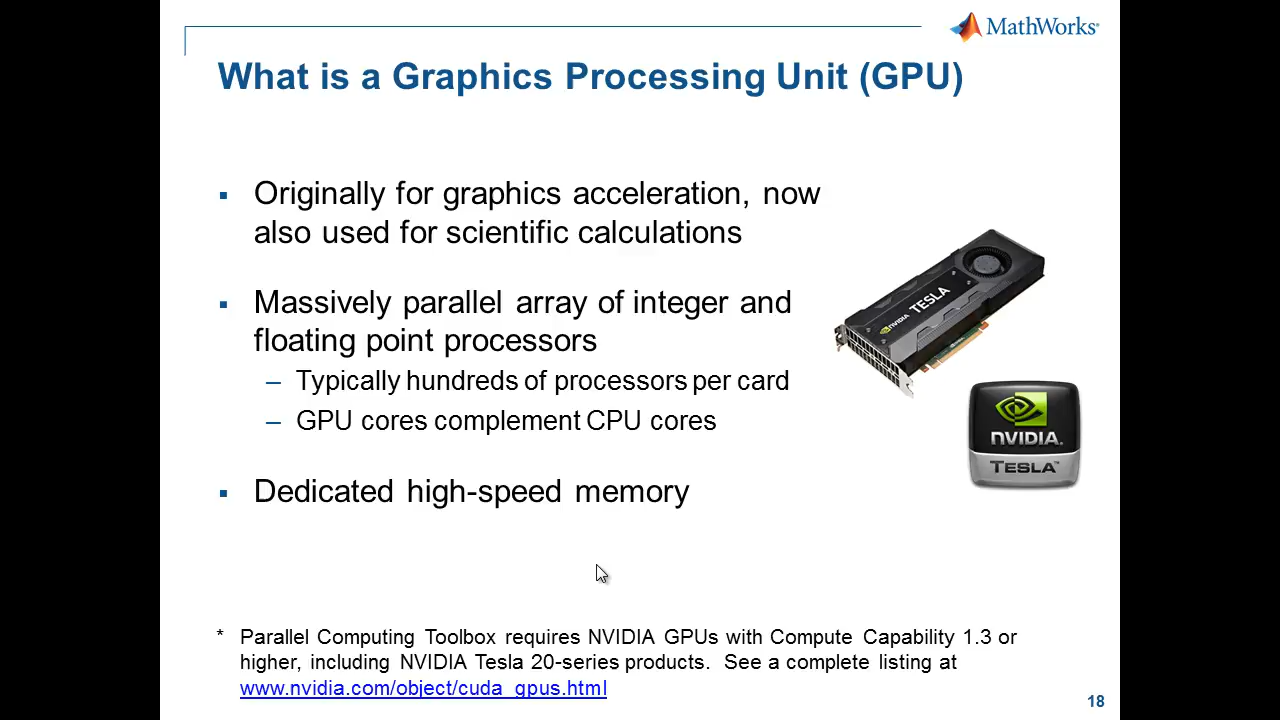 MathWorks®
What is a Graphics Processing Unit (GPU)
▪ Originally for graphics acceleration, now
also used for scientific calculations
▪ Massively parallel array of integer and
floating point processors
– Typically hundreds of processors per card
– GPU cores complement CPU cores
▪ Dedicated high-speed memory
NVIDIA TESLA
NVIDIA.
TESLA™
* Parallel Computing Toolbox requires NVIDIA GPUs with Compute Capability 1.3 or
higher, including NVIDIA Tesla 20-series products. See a complete listing at
www.nvidia.com/object/cuda_gpus.html
18